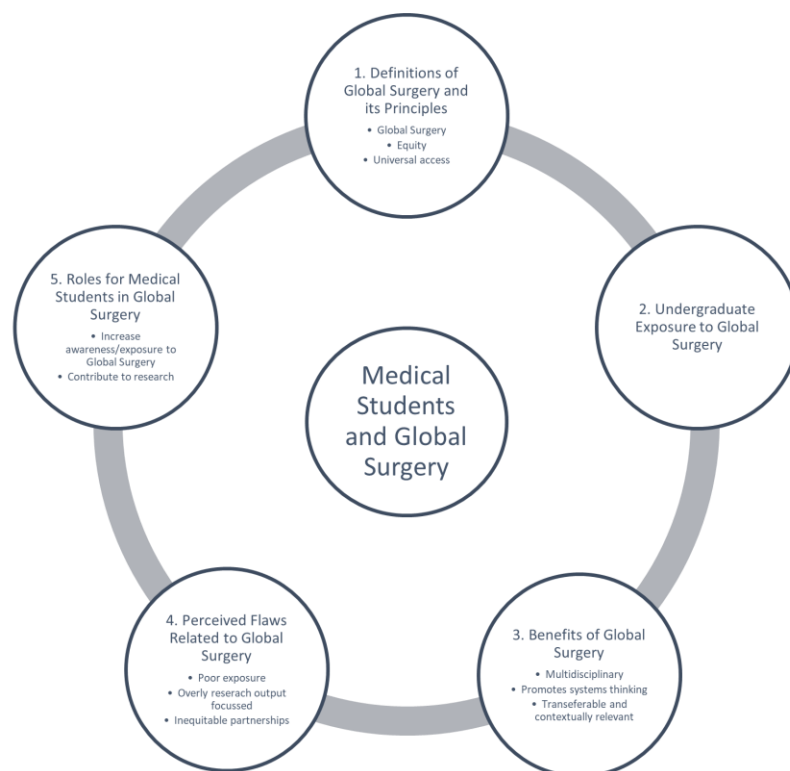 1. Definitions of
Global Surgery and
its Principles
• Global Surgery
• Equity
• Universal access
2. Undergraduate
Exposure to Global
Surgery
3. Benefits of Global
Surgery
• Multidisciplinary
• Promotes systems thinking
• Transeferable and
contextually relevant
4. Perceived Flaws
Related to Global
Surgery
• Poor exposure
• Overly reserach output
focussed
• Inequitable partnerships
5. Roles for Medical
Students in Global
Surgery
• Increase
awareness/exposure to
Global Surgery
• Contribute to research
Medical
Students
and Global
Surgery